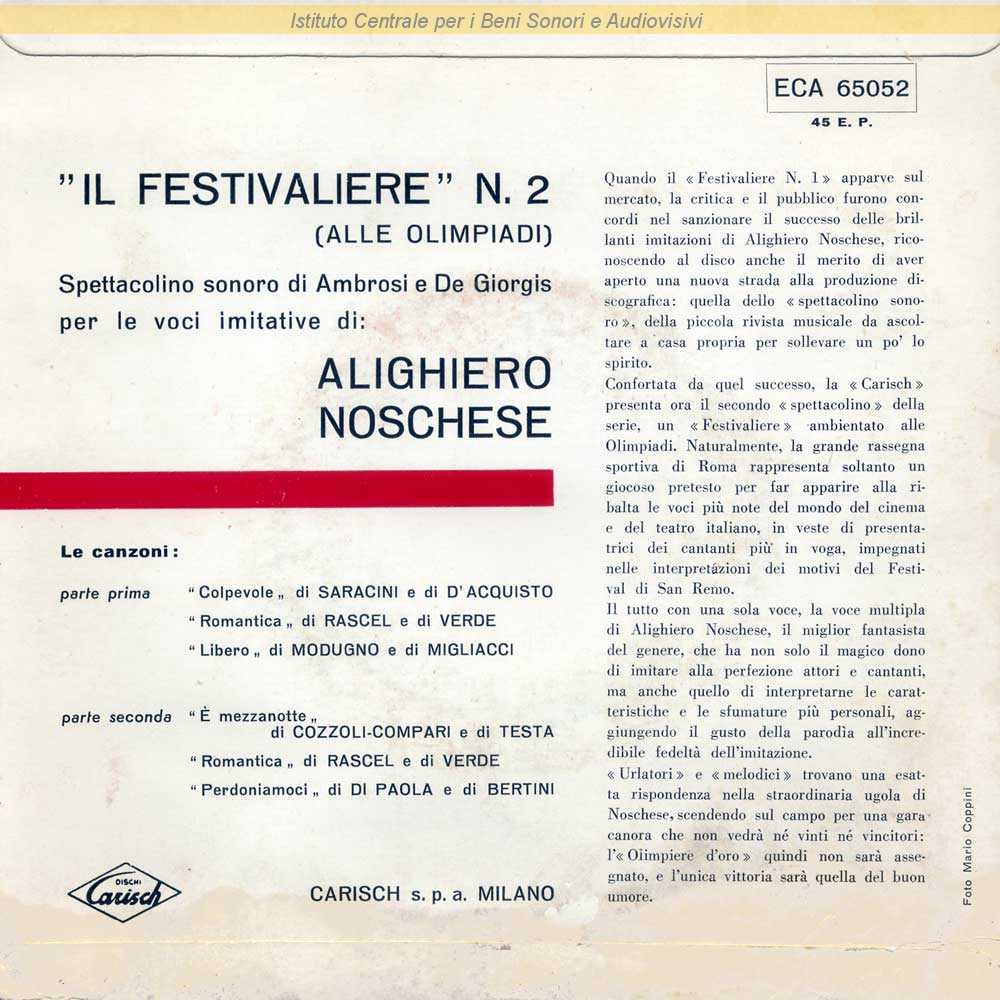 Istituto Centrale per i Beni Sonori e Audiovisivi
ECA 65052
45 E. P.
"IL FESTIVALIERE" N. 2
(ALLE OLIMPIADI)
Spettacolino sonoro di Ambrosi e De Giorgis
per le voci imitative di:
ALIGHIERO
NOSCHESE
Le canzoni:
parte prima "Colpevole„ di SARACINI e di D'ACQUISTO
"Romantica„ di RASCEL e di VERDE
"Libero„ di MODUGNO e di MIGLIACCI
parte seconda "È mezzanotte„
di COZZOLI-COMPARI e di TESTA
"Romantica„ di RASCEL e di VERDE
"Perdoniamoci„ di DI PAOLA e di BERTINI
DISCHI
Carisch
CARISCH s. p. a. MILANO
Quando il «Festivaliere N. 1» apparve sul
mercato, la critica e il pubblico furono con-
cordi nel sanzionare il successo delle bril-
lanti imitazioni di Alighiero Noschese, rico-
noscendo al disco anche il merito di aver
aperto una nuova strada alla produzione di-
scografica: quella dello «spettacolino sono-
ro», della piccola rivista musicale da ascol-
tare a casa propria per sollevare un po' lo
spirito.
Confortata da quel successo, la «Carisch»
presenta ora il secondo «spettacolino» della
serie, un «Festivaliere» ambientato alle
Olimpiadi. Naturalmente, la grande rassegna
sportiva di Roma rappresenta soltanto un
giocoso pretesto per far apparire alla ri-
balta le voci più note del mondo del cinema
e del teatro italiano, in veste di presenta-
trici dei cantanti più in voga, impegnati
nelle interpretázioni dei motivi del Festi-
val di San Remo.
Il tutto con una sola voce, la voce multipla
di Alighiero Noschese, il miglior fantasista
del genere, che ha non solo il magico dono
di imitare alla perfezione attori e cantanti,
ma anche quello di interpretarne le carat-
teristiche e le sfumature più personali, ag-
giungendo il gusto della parodìa all'incre-
dibile fedeltà dell'imitazione.
«Urlatori» e «melodici» trovano una esat-
ta rispondenza nella straordinaria ugola di
Noschese, scendendo sul campo per una gara
canora che non vedrà né vinti né vincitori:
l'«Olimpiere d'oro» quindi non sarà asse-
gnato, e l'unica vittoria sarà quella del buon
umore.
Foto Mario Coppini